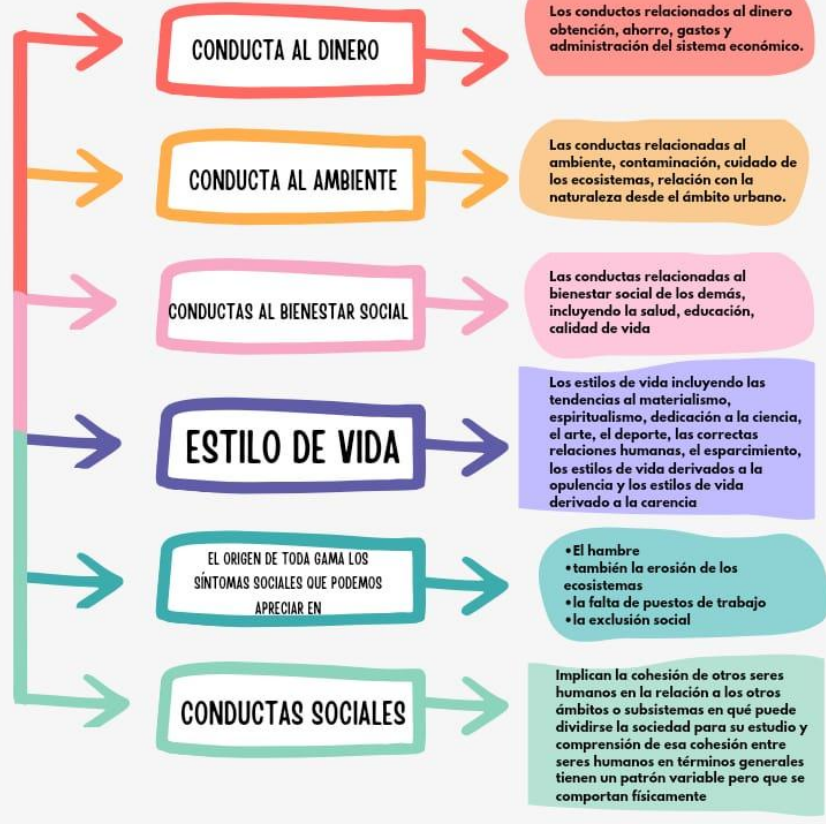 CONDUCTA AL DINERO
Los conductos relacionados al dinero
obtención, ahorro, gastos y
administración del sistema económico.
CONDUCTA AL AMBIENTE
Las conductas relacionadas al
ambiente, contaminación, cuidado de
los ecosistemas, relación con la
naturaleza desde el ámbito urbano.
CONDUCTAS AL BIENESTAR SOCIAL
Las conductas relacionadas al
bienestar social de los demás,
incluyendo la salud, educación,
calidad de vida
ESTILO DE VIDA
Los estilos de vida incluyendo las
tendencias al materialismo,
espiritualismo, dedicación a la ciencia,
el arte, el deporte, las correctas
relaciones humanas, el esparcimiento,
los estilos de vida derivados a la
opulencia y los estilos de vida
derivado a la carencia
EL ORIGEN DE TODA GAMA LOS
SÍNTOMAS SOCIALES QUE PODEMOS
APRECIAR EN
•El hambre
•también la erosión de los
ecosistemas
•la falta de puestos de trabajo
•la exclusión social
CONDUCTAS SOCIALES
Implican la cohesión de otros seres
humanos en la relación a los otros
ámbitos o subsistemas en qué puede
dividirse la sociedad para su estudio y
comprensión de esa cohesión entre
seres humanos en términos generales
tienen un patrón variable pero que se
comportan físicamente